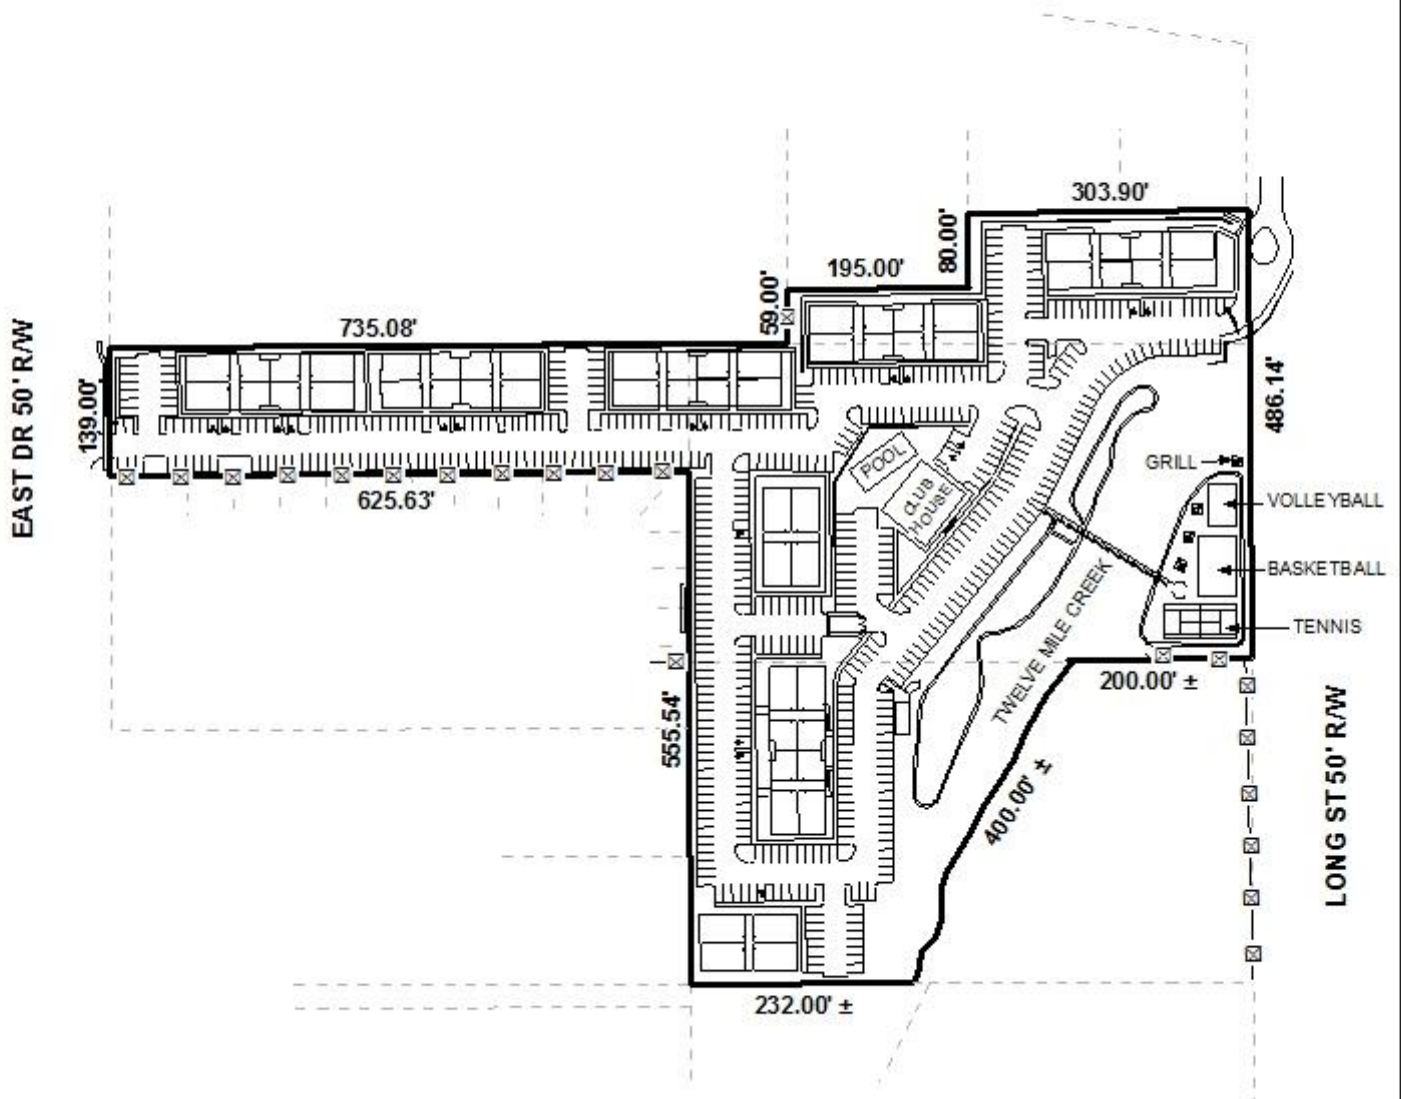 303.90'
80.00'
195.00'
59.00'
735.08'
EAST DR 50' R/W
139.00'
486.14'
POOL
GRILL
CLUB
HOUSE
625.63'
VOLLEYBALL
BASKETBALL
TWELVE MILE CREEK
TENNIS
200.00' ±
555.54'
400.00' ±
LONG ST 50' R/W
232.00' ±